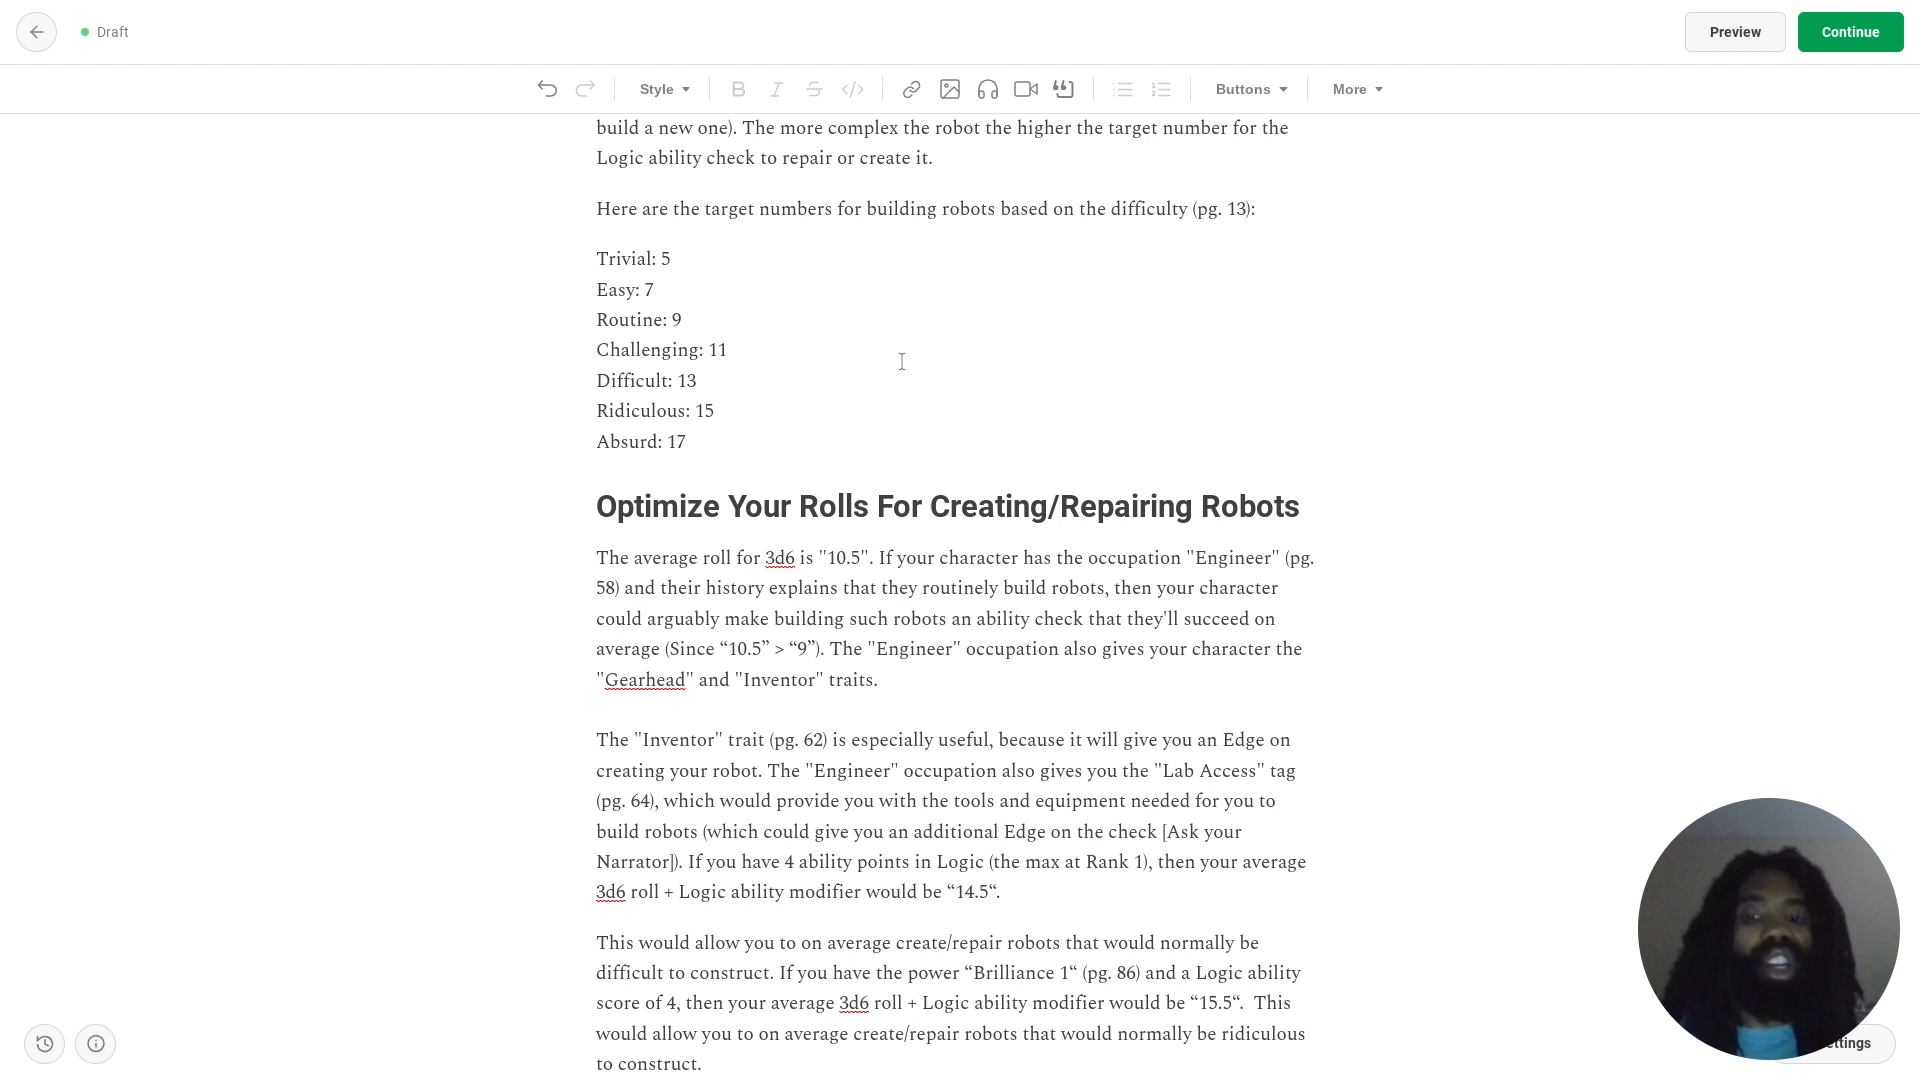 Draft
Preview
Continue
Style
Buttons
More
build a new one). The more complex the robot the higher the target number for the
Logic ability check to repair or create it.
Here are the target numbers for building robots based on the difficulty (pg. 13):
Trivial: 5
Easy: 7
Routine: 9
Challenging: 11
Difficult: 13
Ridiculous: 15
Absurd: 17
Optimize Your Rolls For Creating/Repairing Robots
The average roll for 3d6 is "10.5". If your character has the occupation "Engineer" (pg.
58) and their history explains that they routinely build robots, then your character
could arguably make building such robots an ability check that they'll succeed on
average (Since “10.5” > “9”). The "Engineer" occupation also gives your character the
"Gearhead" and "Inventor" traits.
The "Inventor" trait (pg. 62) is especially useful, because it will give you an Edge on
creating your robot. The "Engineer" occupation also gives you the "Lab Access" tag
(pg. 64), which would provide you with the tools and equipment needed for you to
build robots (which could give you an additional Edge on the check [Ask your
Narrator]). If you have 4 ability points in Logic (the max at Rank 1), then your average
3d6 roll + Logic ability modifier would be “14.5“.
This would allow you to on average create/repair robots that would normally be
difficult to construct. If you have the power “Brilliance 1“ (pg. 86) and a Logic ability
score of 4, then your average 3d6 roll + Logic ability modifier would be “15.5“.  This
would allow you to on average create/repair robots that would normally be ridiculous
to construct.